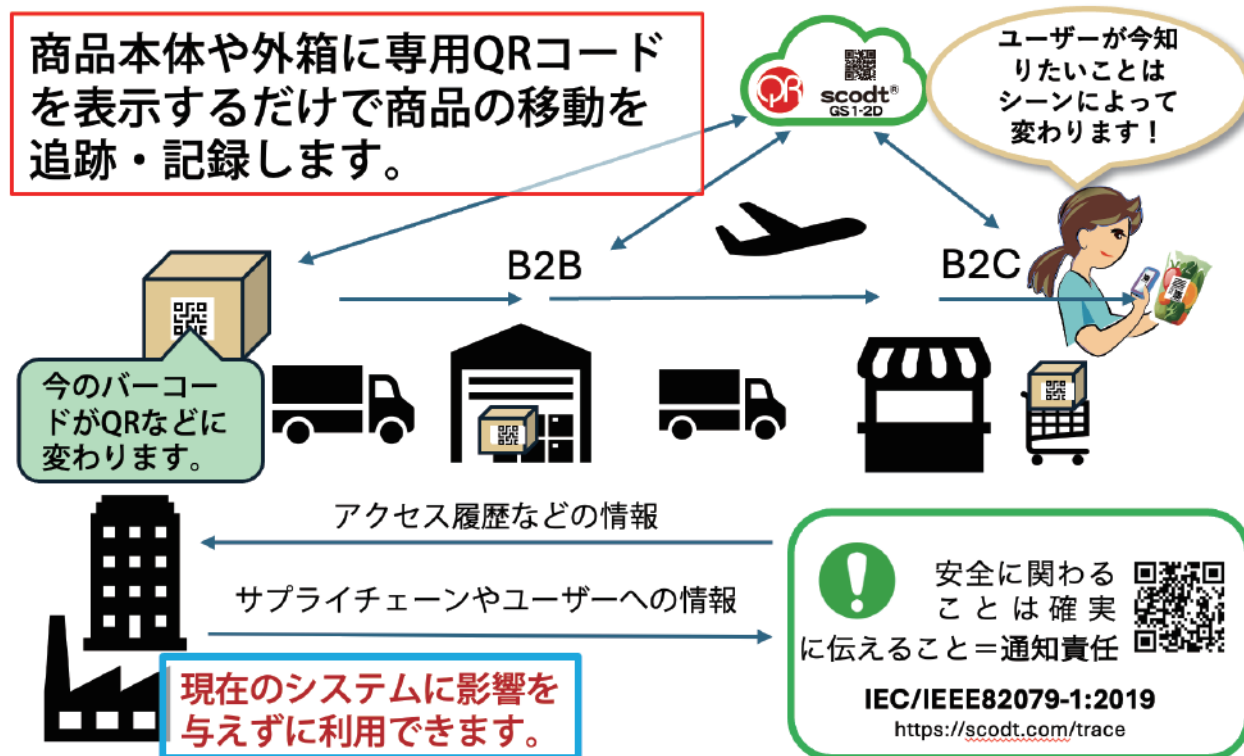 商品本体や外箱に専用QRコード
を表示するだけで商品の移動を
追跡・記録します。
QR
scodt®
GS1-2D
ユーザーが今知
りたいことは
シーンによって
変わります！
B2B
B2C
今のバーコー
ドがQRなどに
変わります。
アクセス履歴などの情報
サプライチェーンやユーザーへの情報
現在のシステムに影響を
与えずに利用できます。
安全に関わる
ことは確実
に伝えること＝通知責任
IEC/IEEE82079-1:2019
https://scodt.com/trace